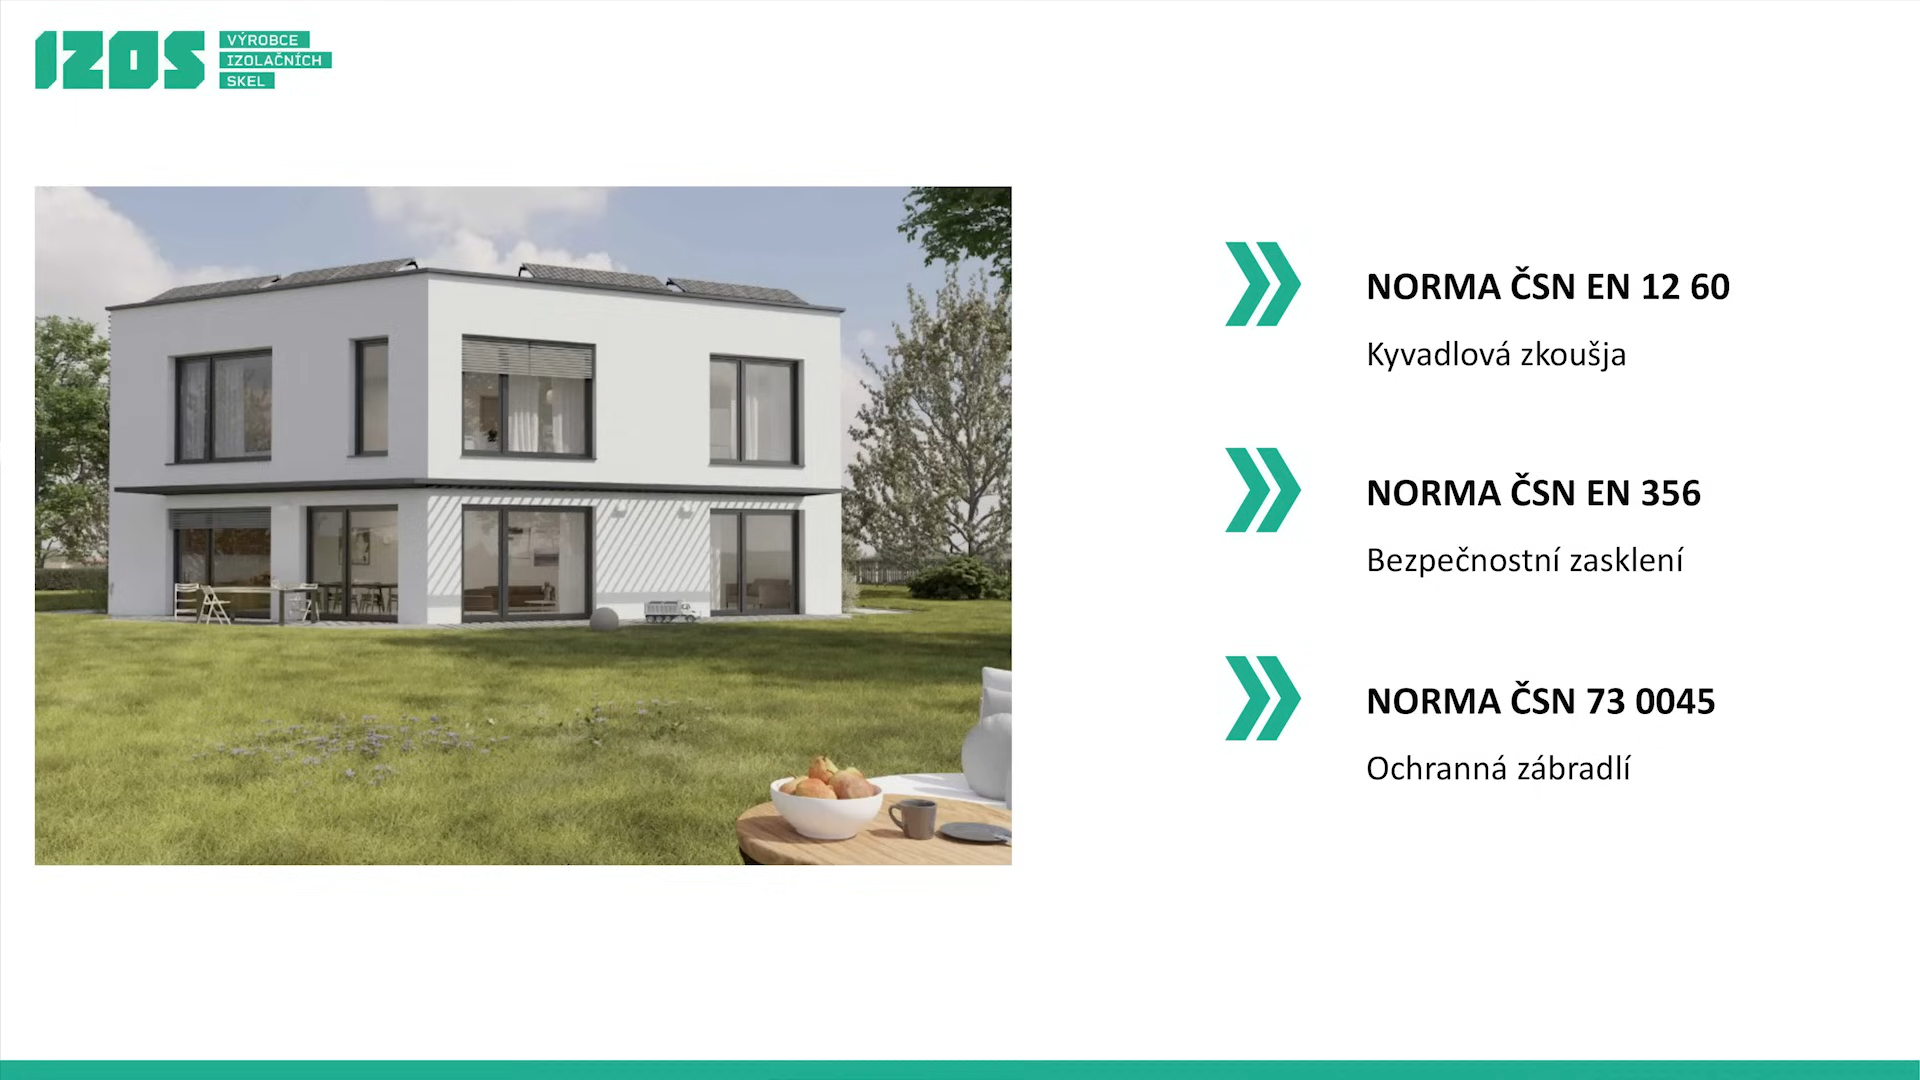 IZOS
VÝROBCE
IZOLAČNÍCH
SKEL
NORMA ČSN EN 12 60
Kyvadlová zkoušja
NORMA ČSN EN 356
Bezpečnostní zasklení
NORMA ČSN 73 0045
Ochranná zábradlí